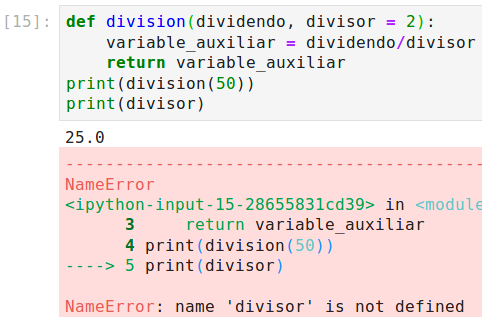 [15]: def division(dividendo, divisor = 2):
    variable_auxiliar = dividendo/divisor
    return variable_auxiliar
print(division(50))
print(divisor)
25.0
---------------------------------------------
NameError
<ipython-input-15-28655831cd39> in <module
      3     return variable_auxiliar
      4 print(division(50))
----> 5 print(divisor)
NameError: name 'divisor' is not defined